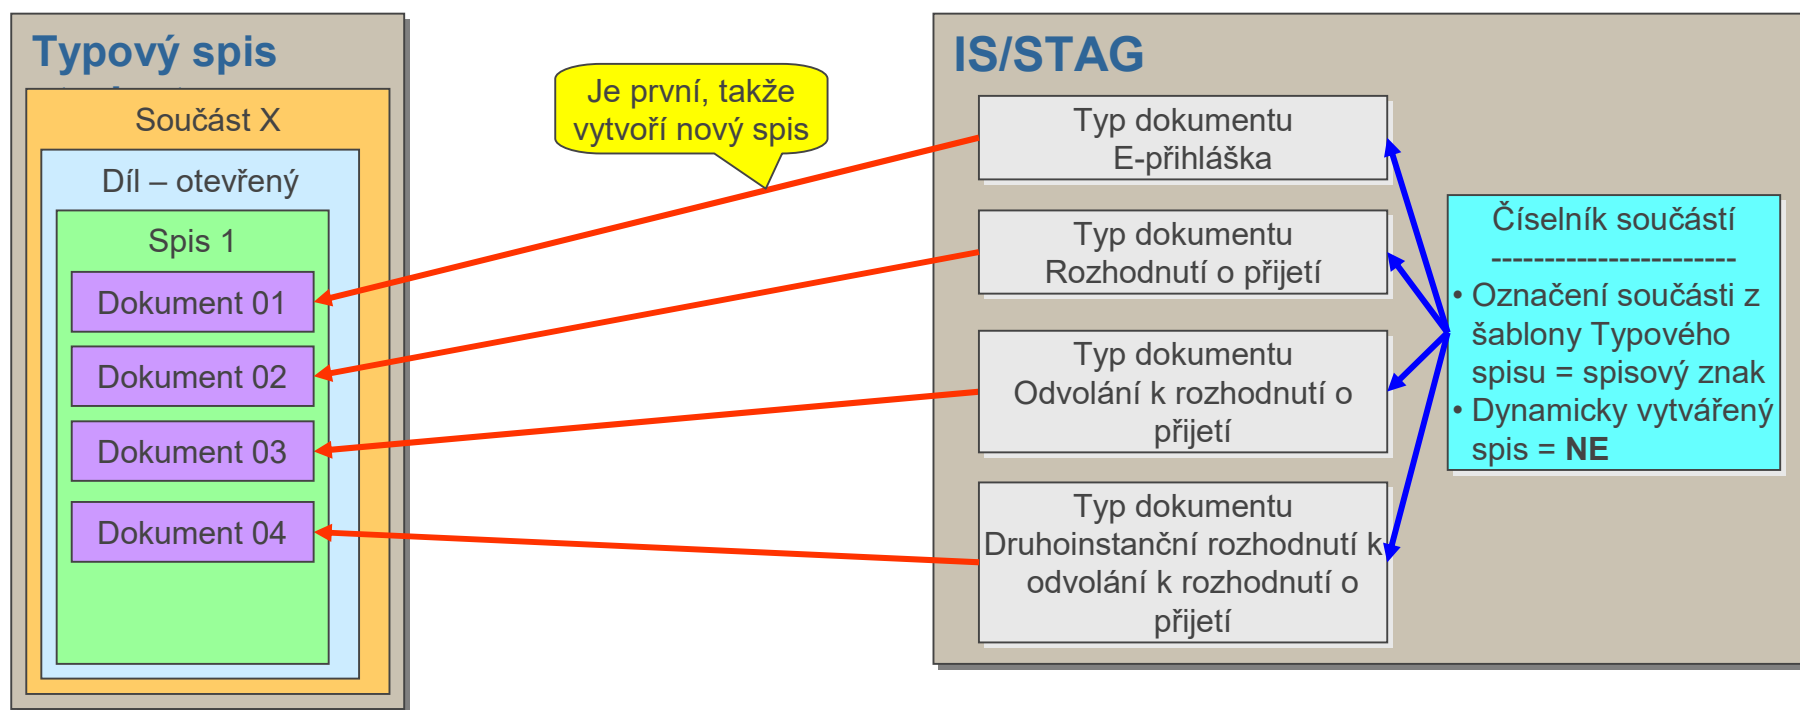 Typový spis
Součást X
Díl – otevřený
Spis 1
Dokument 01
Dokument 02
Dokument 03
Dokument 04
Je první, takže
vytvoří nový spis
IS/STAG
Typ dokumentu
E-přihláška
Typ dokumentu
Rozhodnutí o přijetí
Typ dokumentu
Odvolání k rozhodnutí o
přijetí
Typ dokumentu
Druhoinstanční rozhodnutí k
odvolání k rozhodnutí o
přijetí
Číselník součástí
-----------------------
• Označení součásti z
šablony Typového
spisu = spisový znak
• Dynamicky vytvářený
spis = NE